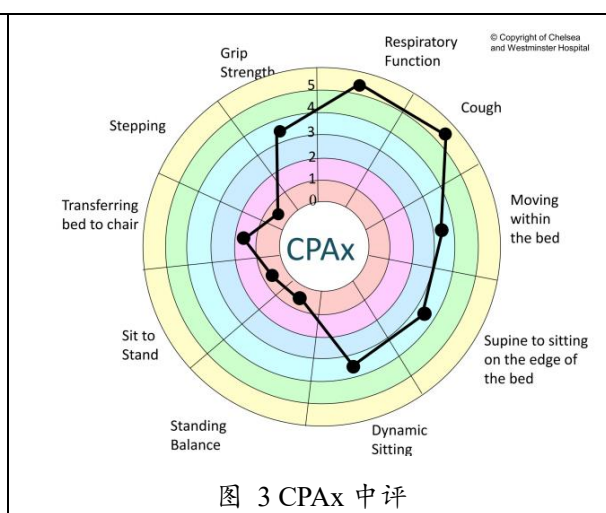 © Copyright of Chelsea
and Westminster Hospital
Respiratory
Function
Cough
Moving
within
the bed
Supine to sitting
on the edge of
the bed
Dynamic
Sitting
Standing
Balance
Sit to
Stand
Transferring
bed to chair
Stepping
Grip
Strength
5
4
3
2
1
0
CPAx
图 3 CPAx 中评